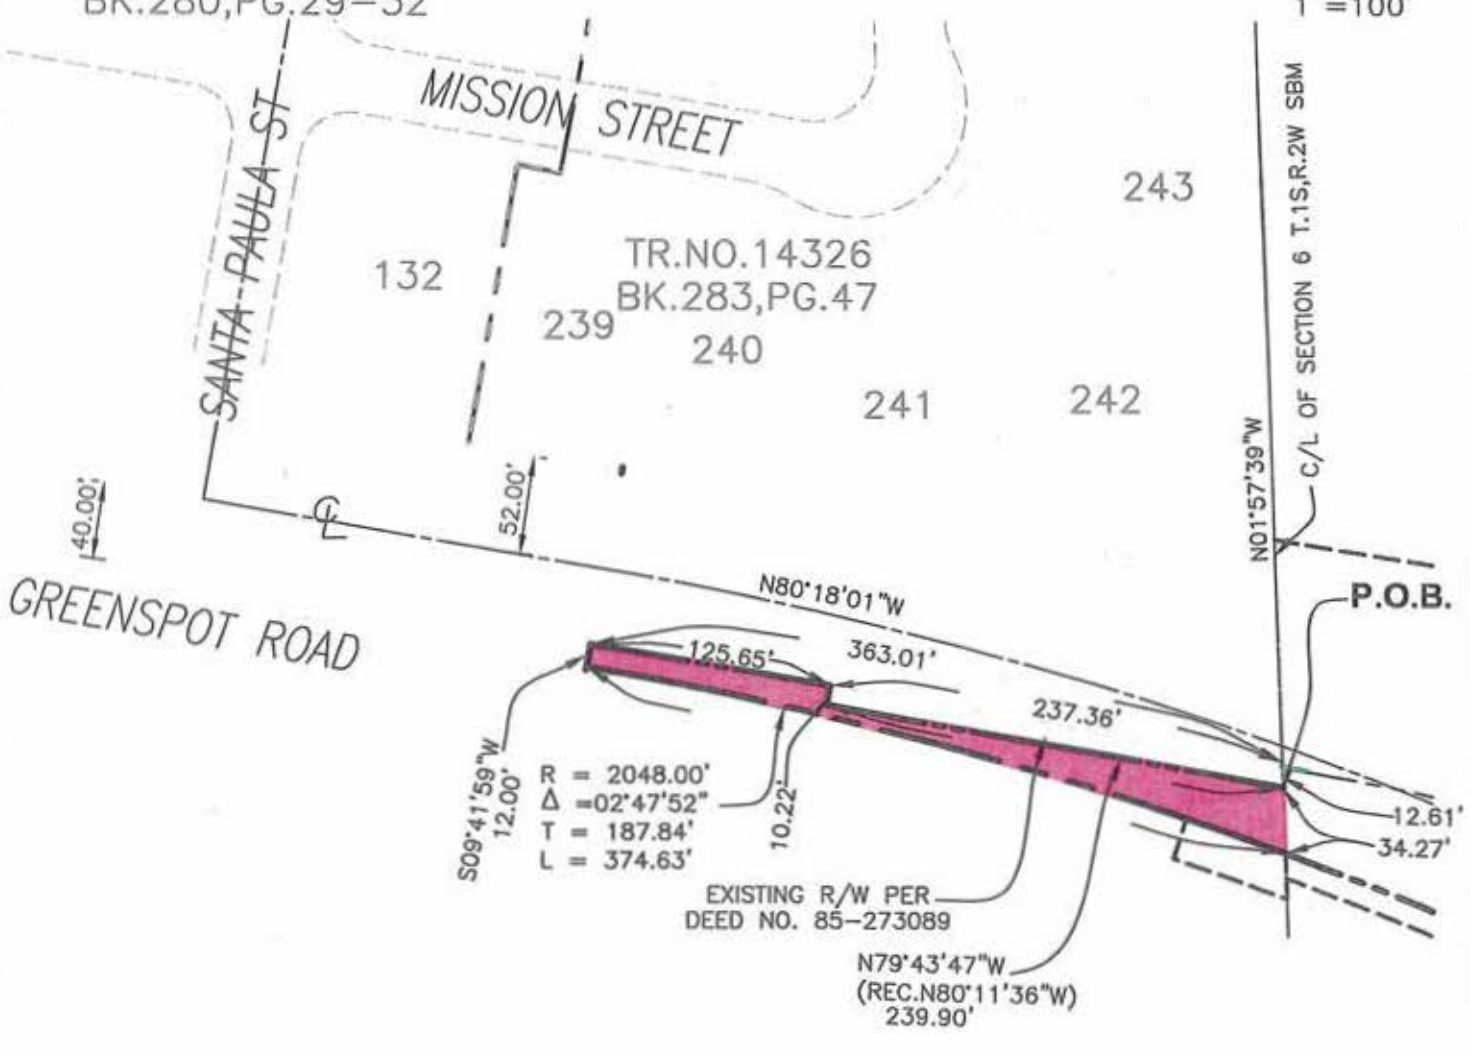 BK.280,PG.29-32
1"=100'
MISSION STREET
SANTA PAULA ST
243
TR.NO.14326
BK.283,PG.47
132
239
240
241
242
C/L OF SECTION 6 T.1S,R.2W SBM
N01°57'39"W
40.00'
52.00'
CL
GREENSPOT ROAD
N80°18'01"W
P.O.B.
125.65'
363.01'
237.36'
S09°41'59"W
12.00'
R = 2048.00'
Δ =02°47'52"
T = 187.84'
L = 374.63'
10.22'
12.61'
34.27'
EXISTING R/W PER
DEED NO. 85-273089
N79°43'47"W
(REC.N80°11'36"W)
239.90'